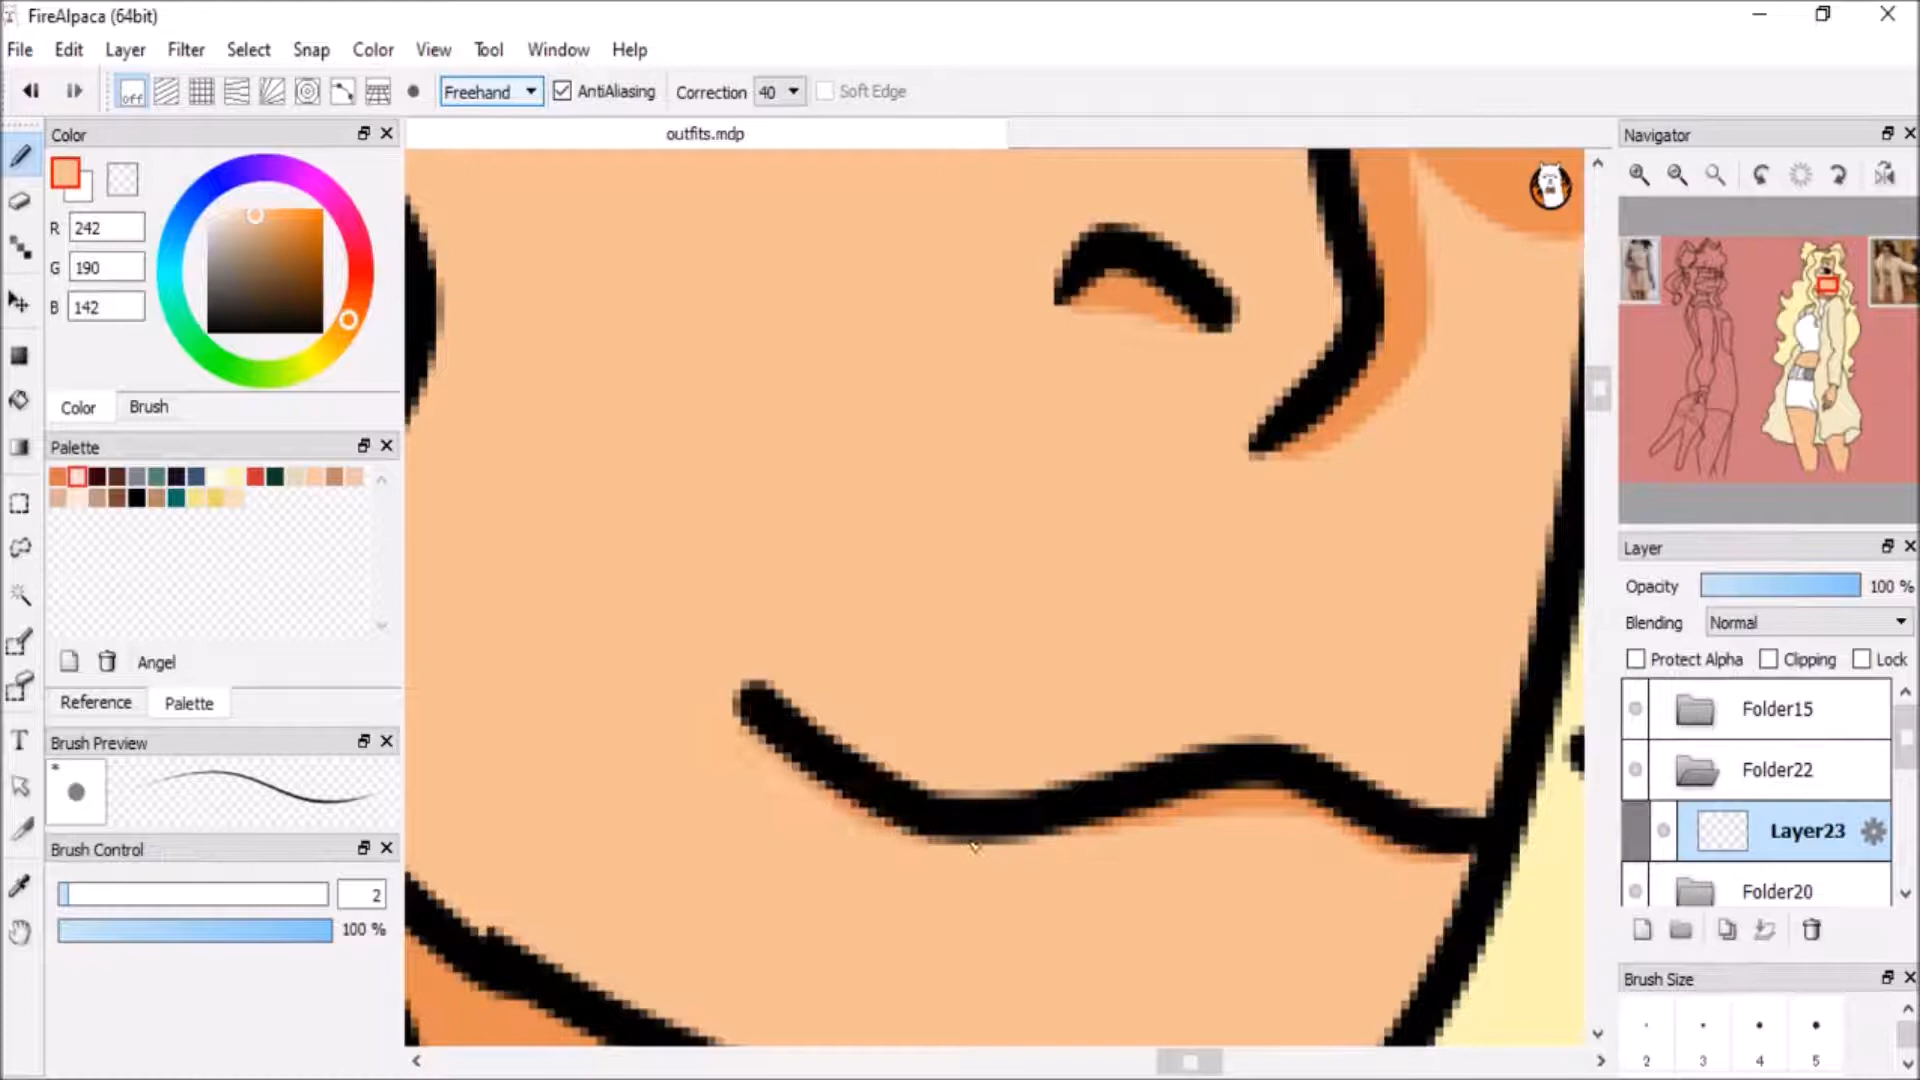 FireAlpaca (64bit)
File Edit Layer Filter Select Snap Color View Tool Window Help
off Freehand AntiAliasing Correction 40 Soft Edge
Color
outfits.mdp
Navigator
R 242
G 190
B 142
Color Brush
Palette
Angel
Reference Palette
Brush Preview
*
Brush Control
2
100 %
Layer
Opacity 100 %
Blending Normal
Protect Alpha Clipping Lock
Folder15
Folder22
Layer23
Folder20
Brush Size
2 3 4 5
T